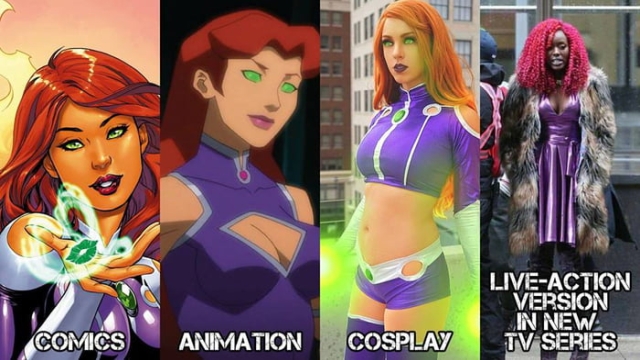 COMICS
ANIMATION
COSPLAY
LIVE-ACTION
VERSION
IN NEW
TV SERIES